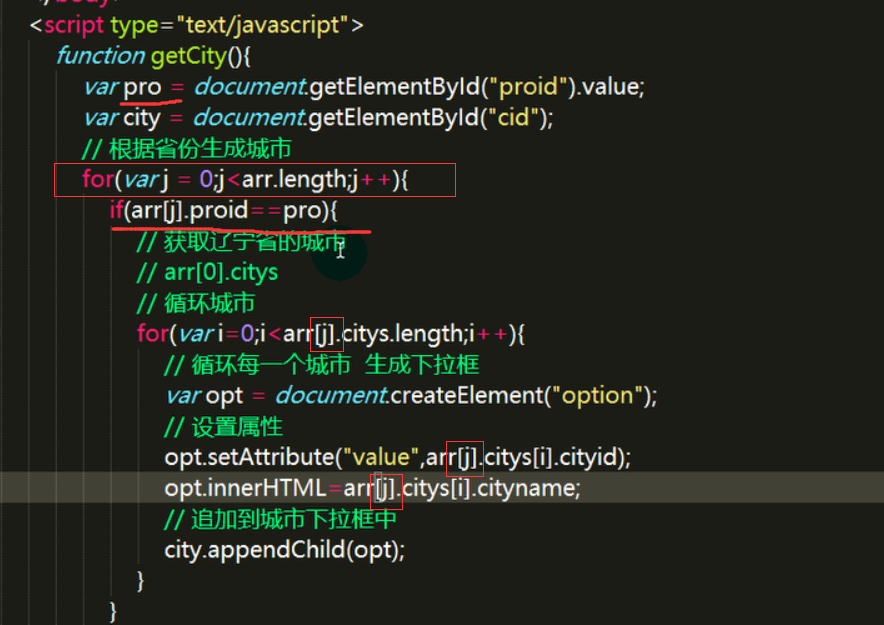 </body>
<script type="text/javascript">
function getCity(){
var pro = document.getElementById("proid").value;
var city = document.getElementById("cid");
// 根据省份生成城市
for(var j = 0;j<arr.length;j++){
if(arr[j].proid==pro){
// 获取辽宁省的城市
// arr[0].citys
// 循环城市
for(var i=0;i<arr[j].citys.length;i++){
// 循环每一个城市 生成下拉框
var opt = document.createElement("option");
// 设置属性
opt.setAttribute("value",arr[j].citys[i].cityid);
opt.innerHTML=arr[j].citys[i].cityname;
// 追加到城市下拉框中
city.appendChild(opt);
}
}